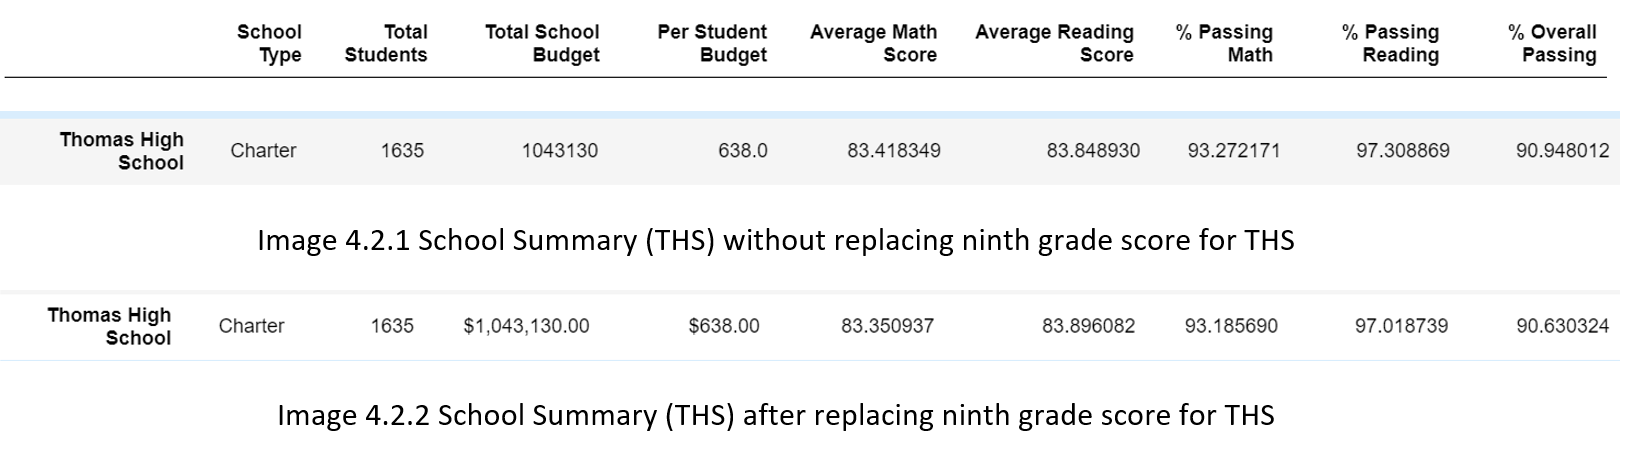 School Type Total Students Total School Budget Per Student Budget Average Math Score Average Reading Score % Passing Math % Passing Reading % Overall Passing
Thomas High School Charter 1635 1043130 638.0 83.418349 83.848930 93.272171 97.308869 90.948012
Image 4.2.1 School Summary (THS) without replacing ninth grade score for THS
Thomas High School Charter 1635 $1,043,130.00 $638.00 83.350937 83.896082 93.185690 97.018739 90.630324
Image 4.2.2 School Summary (THS) after replacing ninth grade score for THS